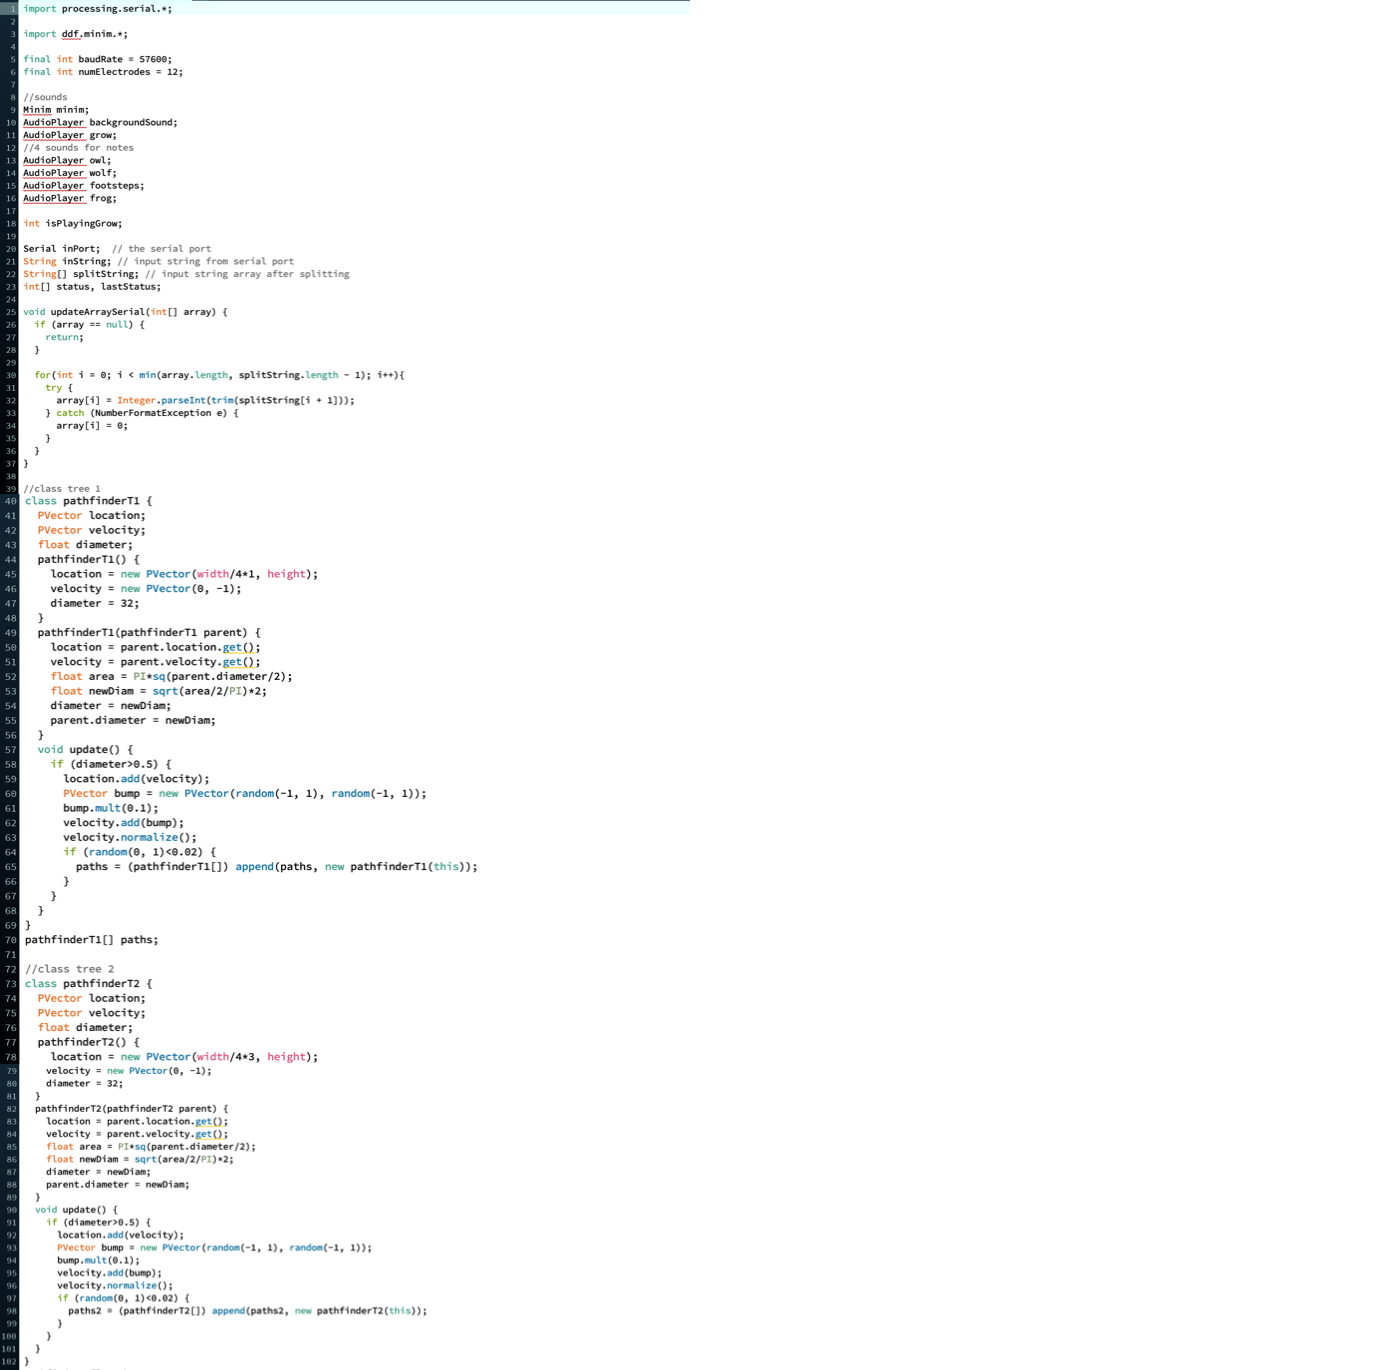 1 import processing.serial.*;
2
3 import ddf.minim.*;
4
5 final int baudRate = 57600;
6 final int numElectrodes = 12;
7
8 //sounds
9 Minim minim;
10 AudioPlayer backgroundSound;
11 AudioPlayer grow;
12 //4 sounds for notes
13 AudioPlayer owl;
14 AudioPlayer wolf;
15 AudioPlayer footsteps;
16 AudioPlayer frog;
17
18 int isPlayingGrow;
19
20 Serial inPort;  // the serial port
21 String inString; // input string from serial port
22 String[] splitString; // input string array after splitting
23 int[] status, lastStatus;
24
25 void updateArraySerial(int[] array) {
26   if (array == null) {
27     return;
28   }
29
30   for(int i = 0; i < min(array.length, splitString.length - 1); i++){
31     try {
32       array[i] = Integer.parseInt(trim(splitString[i + 1]));
33     } catch (NumberFormatException e) {
34       array[i] = 0;
35     }
36   }
37 }
38
39 //class tree 1
40 class pathfinderT1 {
41   PVector location;
42   PVector velocity;
43   float diameter;
44   pathfinderT1() {
45     location = new PVector(width/4*1, height);
46     velocity = new PVector(0, -1);
47     diameter = 32;
48   }
49   pathfinderT1(pathfinderT1 parent) {
50     location = parent.location.get();
51     velocity = parent.velocity.get();
52     float area = PI*sq(parent.diameter/2);
53     float newDiam = sqrt(area/2/PI)*2;
54     diameter = newDiam;
55     parent.diameter = newDiam;
56   }
57   void update() {
58     if (diameter>0.5) {
59       location.add(velocity);
60       PVector bump = new PVector(random(-1, 1), random(-1, 1));
61       bump.mult(0.1);
62       velocity.add(bump);
63       velocity.normalize();
64       if (random(0, 1)<0.02) {
65         paths = (pathfinderT1[]) append(paths, new pathfinderT1(this));
66       }
67     }
68   }
69 }
70 pathfinderT1[] paths;
71
72 //class tree 2
73 class pathfinderT2 {
74   PVector location;
75   PVector velocity;
76   float diameter;
77   pathfinderT2() {
78     location = new PVector(width/4*3, height);
79     velocity = new PVector(0, -1);
80     diameter = 32;
81   }
82   pathfinderT2(pathfinderT2 parent) {
83     location = parent.location.get();
84     velocity = parent.velocity.get();
85     float area = PI*sq(parent.diameter/2);
86     float newDiam = sqrt(area/2/PI)*2;
87     diameter = newDiam;
88     parent.diameter = newDiam;
89   }
90   void update() {
91     if (diameter>0.5) {
92       location.add(velocity);
93       PVector bump = new PVector(random(-1, 1), random(-1, 1));
94       bump.mult(0.1);
95       velocity.add(bump);
96       velocity.normalize();
97       if (random(0, 1)<0.02) {
98         paths2 = (pathfinderT2[]) append(paths2, new pathfinderT2(this));
99       }
100     }
101   }
102 }